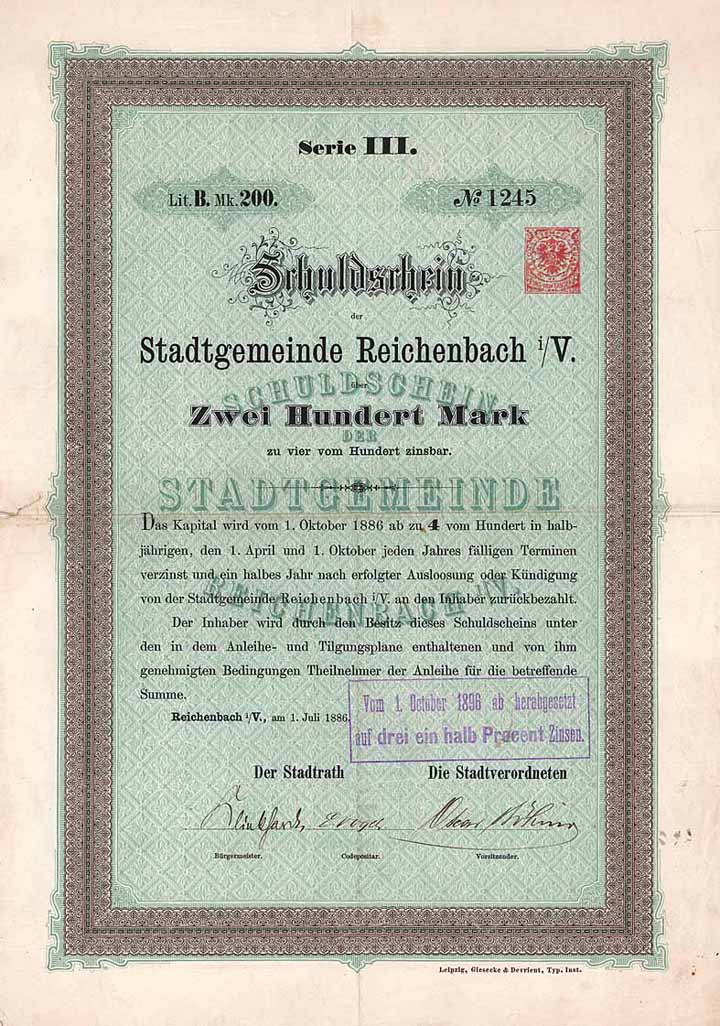 Serie III.
Lit. B. Mk. 200. № 1245
Schuldschein
der
Stadtgemeinde Reichenbach i/V.
über
Zwei Hundert Mark
zu vier vom Hundert zinsbar.
SCHULDSCHEIN
DER
STADTGEMEINDE
REICHENBACH i/V.
Das Kapital wird vom 1. Oktober 1886 ab zu 4 vom Hundert in halb-
jährigen, den 1. April und 1. Oktober jeden Jahres fälligen Terminen
verzinst und ein halbes Jahr nach erfolgter Ausloosung oder Kündigung
von der Stadtgemeinde Reichenbach i/V. an den Inhaber zurückbezahlt.
Der Inhaber wird durch den Besitz dieses Schuldscheins unter
den in dem Anleihe- und Tilgungsplane enthaltenen und von ihm
genehmigten Bedingungen Theilnehmer der Anleihe für die betreffende
Summe.
Reichenbach i/V., am 1. Juli 1886.
Vom 1. October 1896 ab herabgesetzt
auf drei ein halb Procent Zinsen.
Der Stadtrath Die Stadtverordneten
Bürgermeister. Codepositar. Vorsitzender.
Leipzig, Giesecke & Devrient, Typ. Inst.